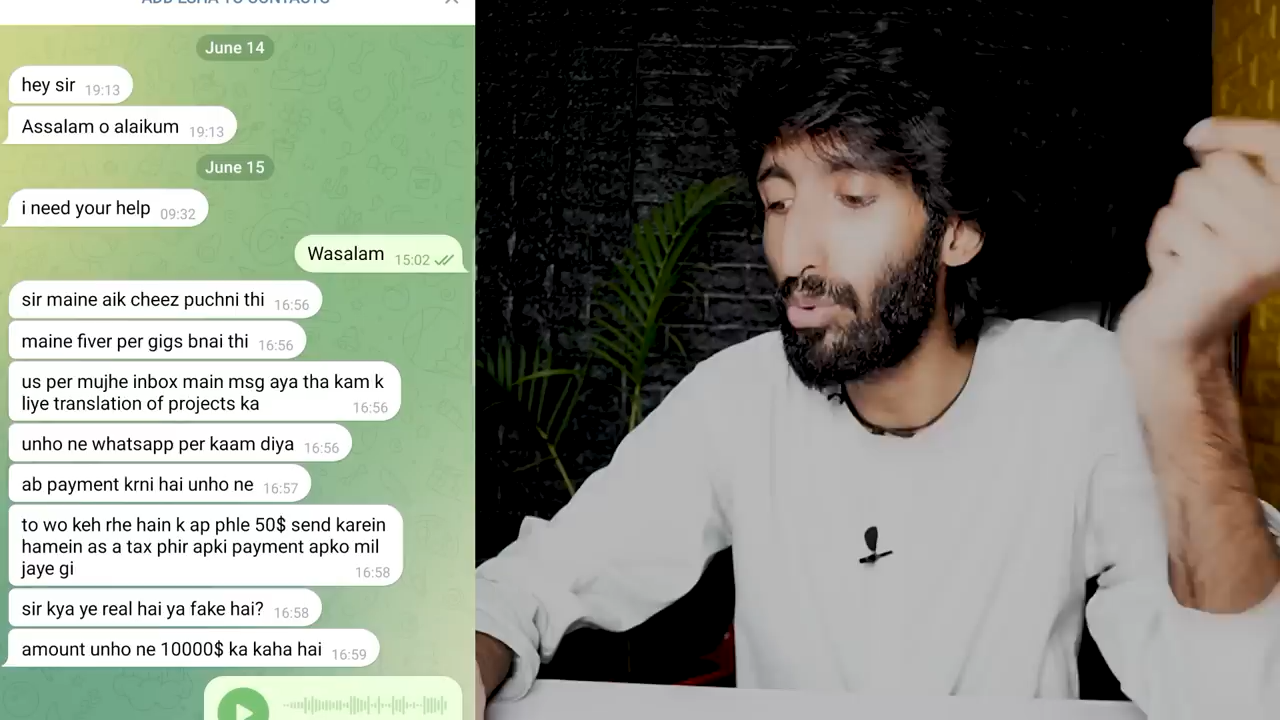 ADD ESHA TO CONTACTS
June 14
hey sir 19:13
Assalam o alaikum 19:13
June 15
i need your help 09:32
Wasalam 15:02
sir maine aik cheez puchni thi 16:56
maine fiver per gigs bnai thi 16:56
us per mujhe inbox main msg aya tha kam k
liye translation of projects ka 16:56
unho ne whatsapp per kaam diya 16:56
ab payment krni hai unho ne 16:57
to wo keh rhe hain k ap phle 50$ send karein
hamein as a tax phir apki payment apko mil
jaye gi 16:58
sir kya ye real hai ya fake hai? 16:58
amount unho ne 10000$ ka kaha hai 16:59